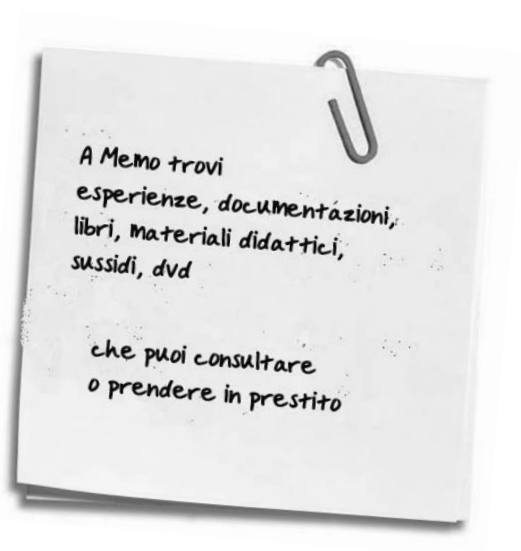 A Memo trovi
esperienze, documentazioni,
libri, materiali didattici,
sussidi, dvd
che puoi consultare
o prendere in prestito